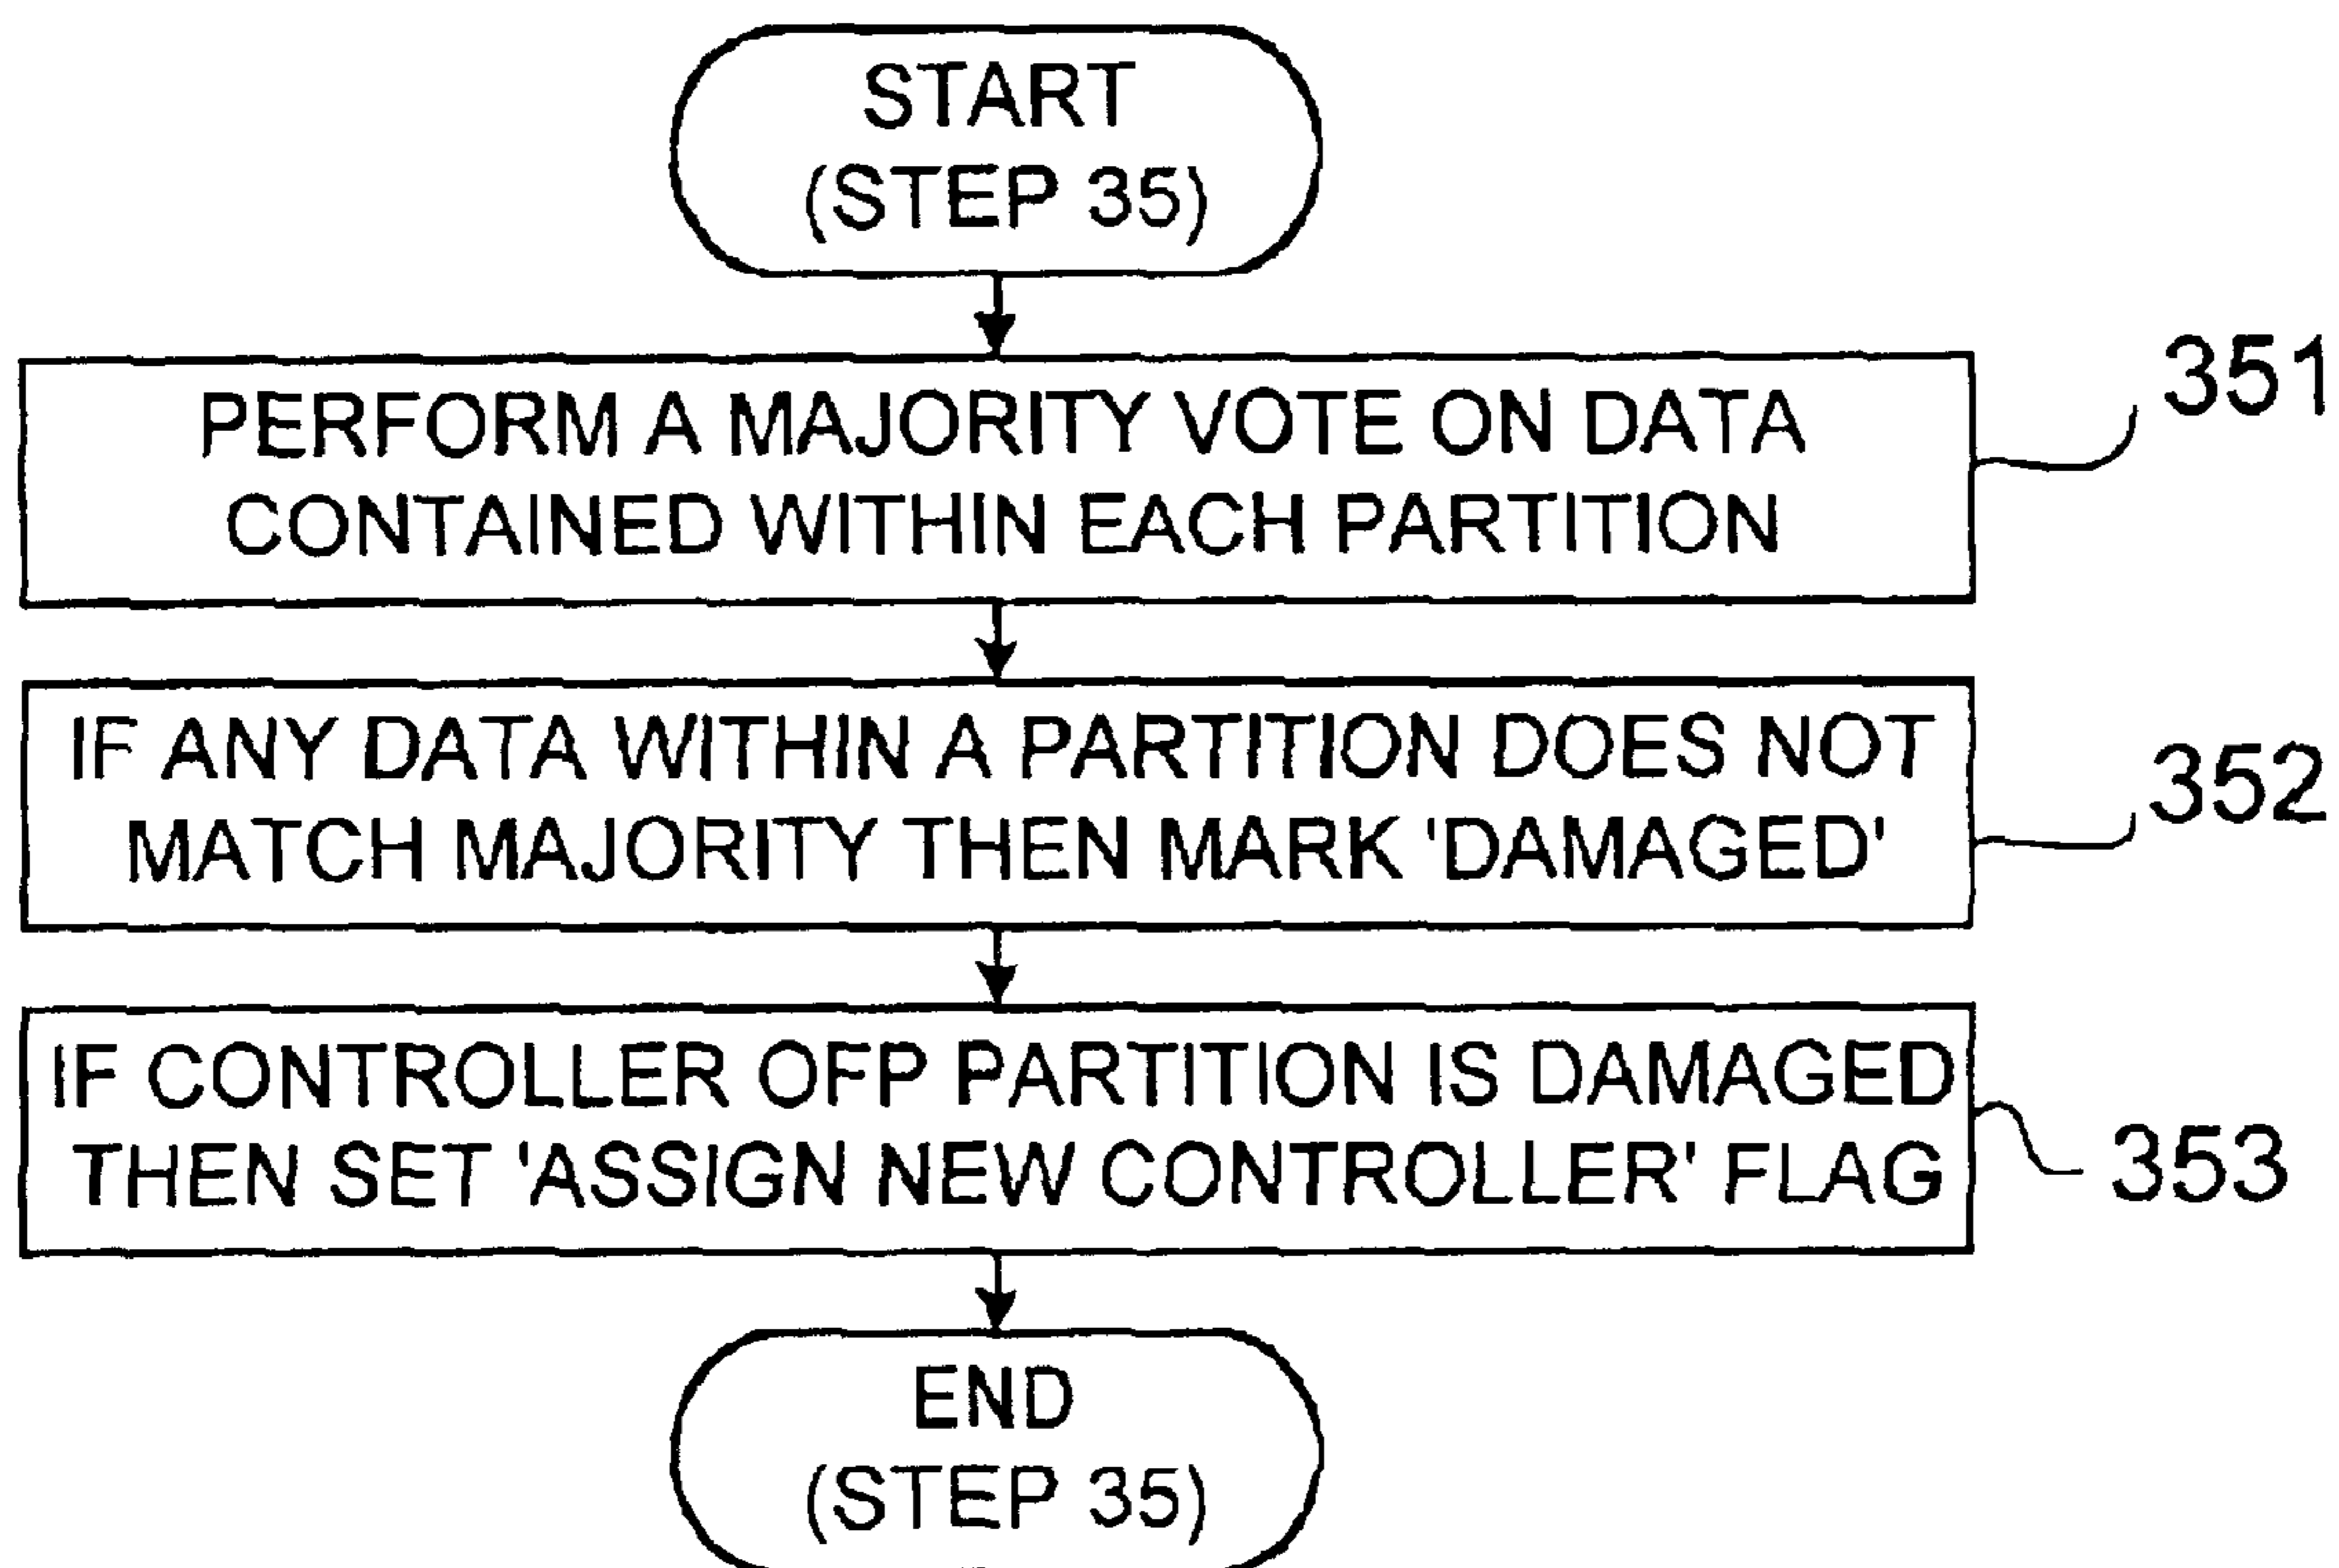 START
(STEP 35)
351
PERFORM A MAJORITY VOTE ON DATA
CONTAINED WITHIN EACH PARTITION
352
IF ANY DATA WITHIN A PARTITION DOES NOT
MATCH MAJORITY THEN MARK 'DAMAGED'
IF CONTROLLER OFP PARTITION IS DAMAGED
THEN SET 'ASSIGN NEW CONTROLLER' FLAG
353
END
(STEP 35)